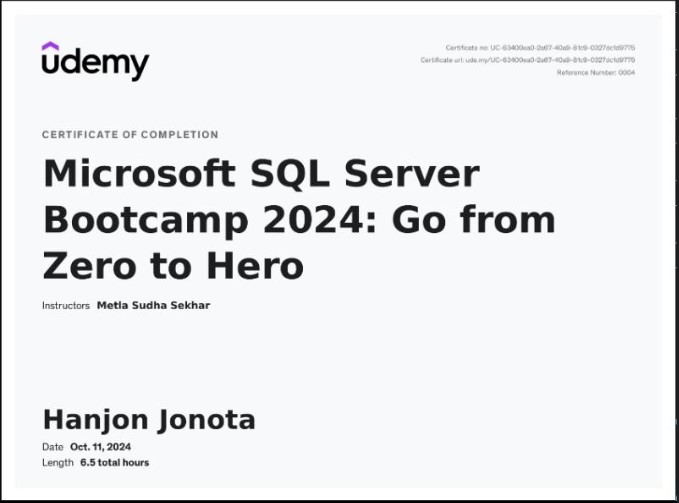 udemy
Certificate no: UC-63400ea0-2a67-40a9-81c9-0327dcfd9775
Certificate url: ude.my/UC-63400ea0-2a67-40a9-81c9-0327dcfd9775
Reference Number: 0004
CERTIFICATE OF COMPLETION
Microsoft SQL Server
Bootcamp 2024: Go from
Zero to Hero
Instructors Metla Sudha Sekhar
Hanjon Jonota
Date Oct. 11, 2024
Length 6.5 total hours